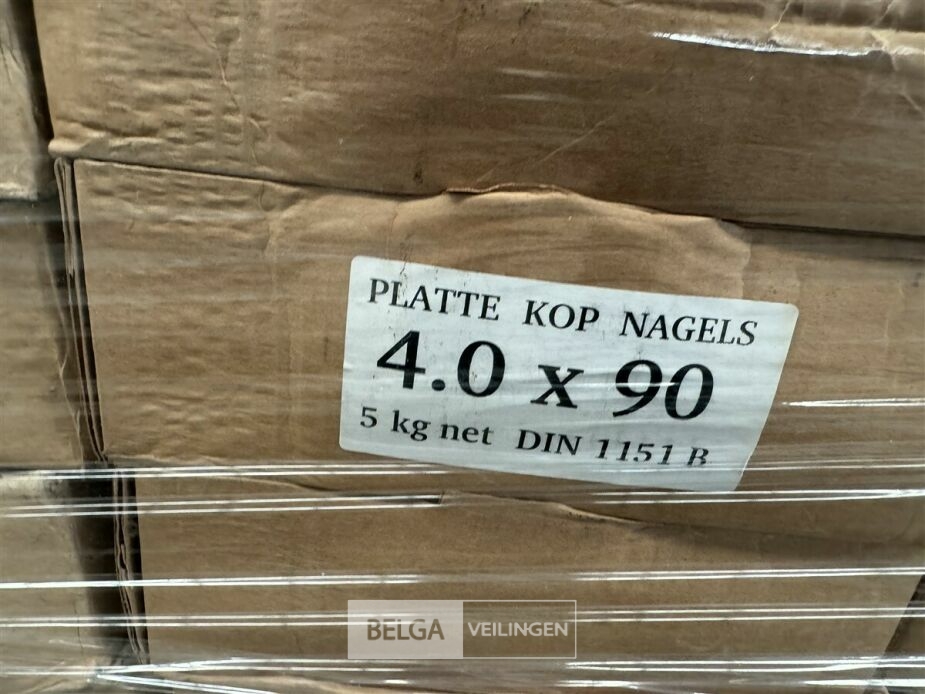 PLATTE KOP NAGELS
4.0 x 90
5 kg net DIN 1151 B
BELGA VEILINGEN